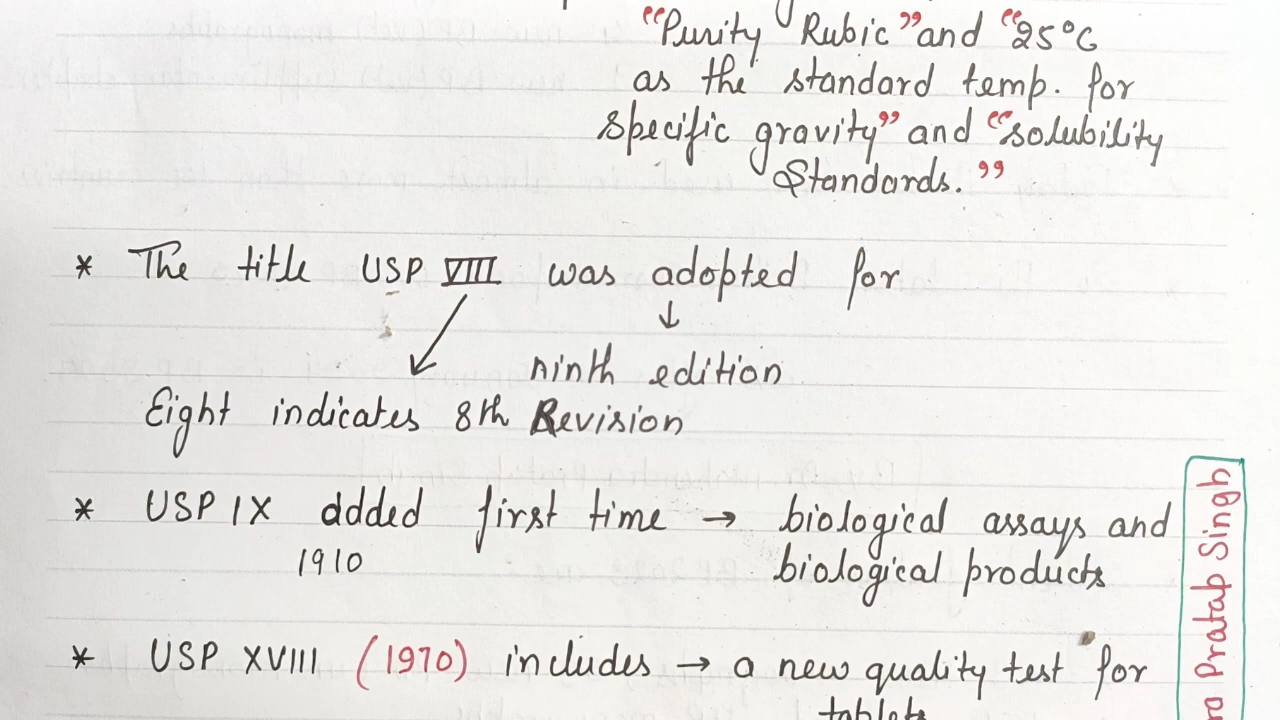 “Purity Rubic” and “25°C
as the standard temp. for
specific gravity” and “solubility
Standards.”
* The title USP VIII was adopted for
↓
ninth edition
Eight indicates 8th Revision
* USP IX added first time → biological assays and
1910 biological products
* USP XVIII (1970) includes → a new quality test for
tablets
Pratap Singh